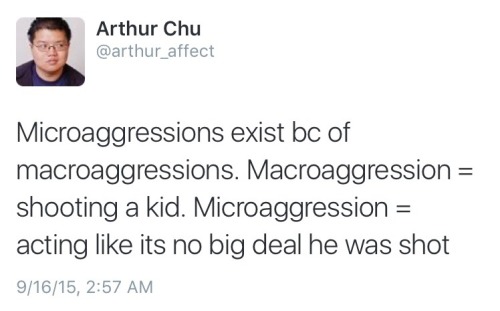 Arthur Chu
@arthur_affect
Microaggressions exist bc of
macroaggressions. Macroaggression =
shooting a kid. Microaggression =
acting like its no big deal he was shot
9/16/15, 2:57 AM